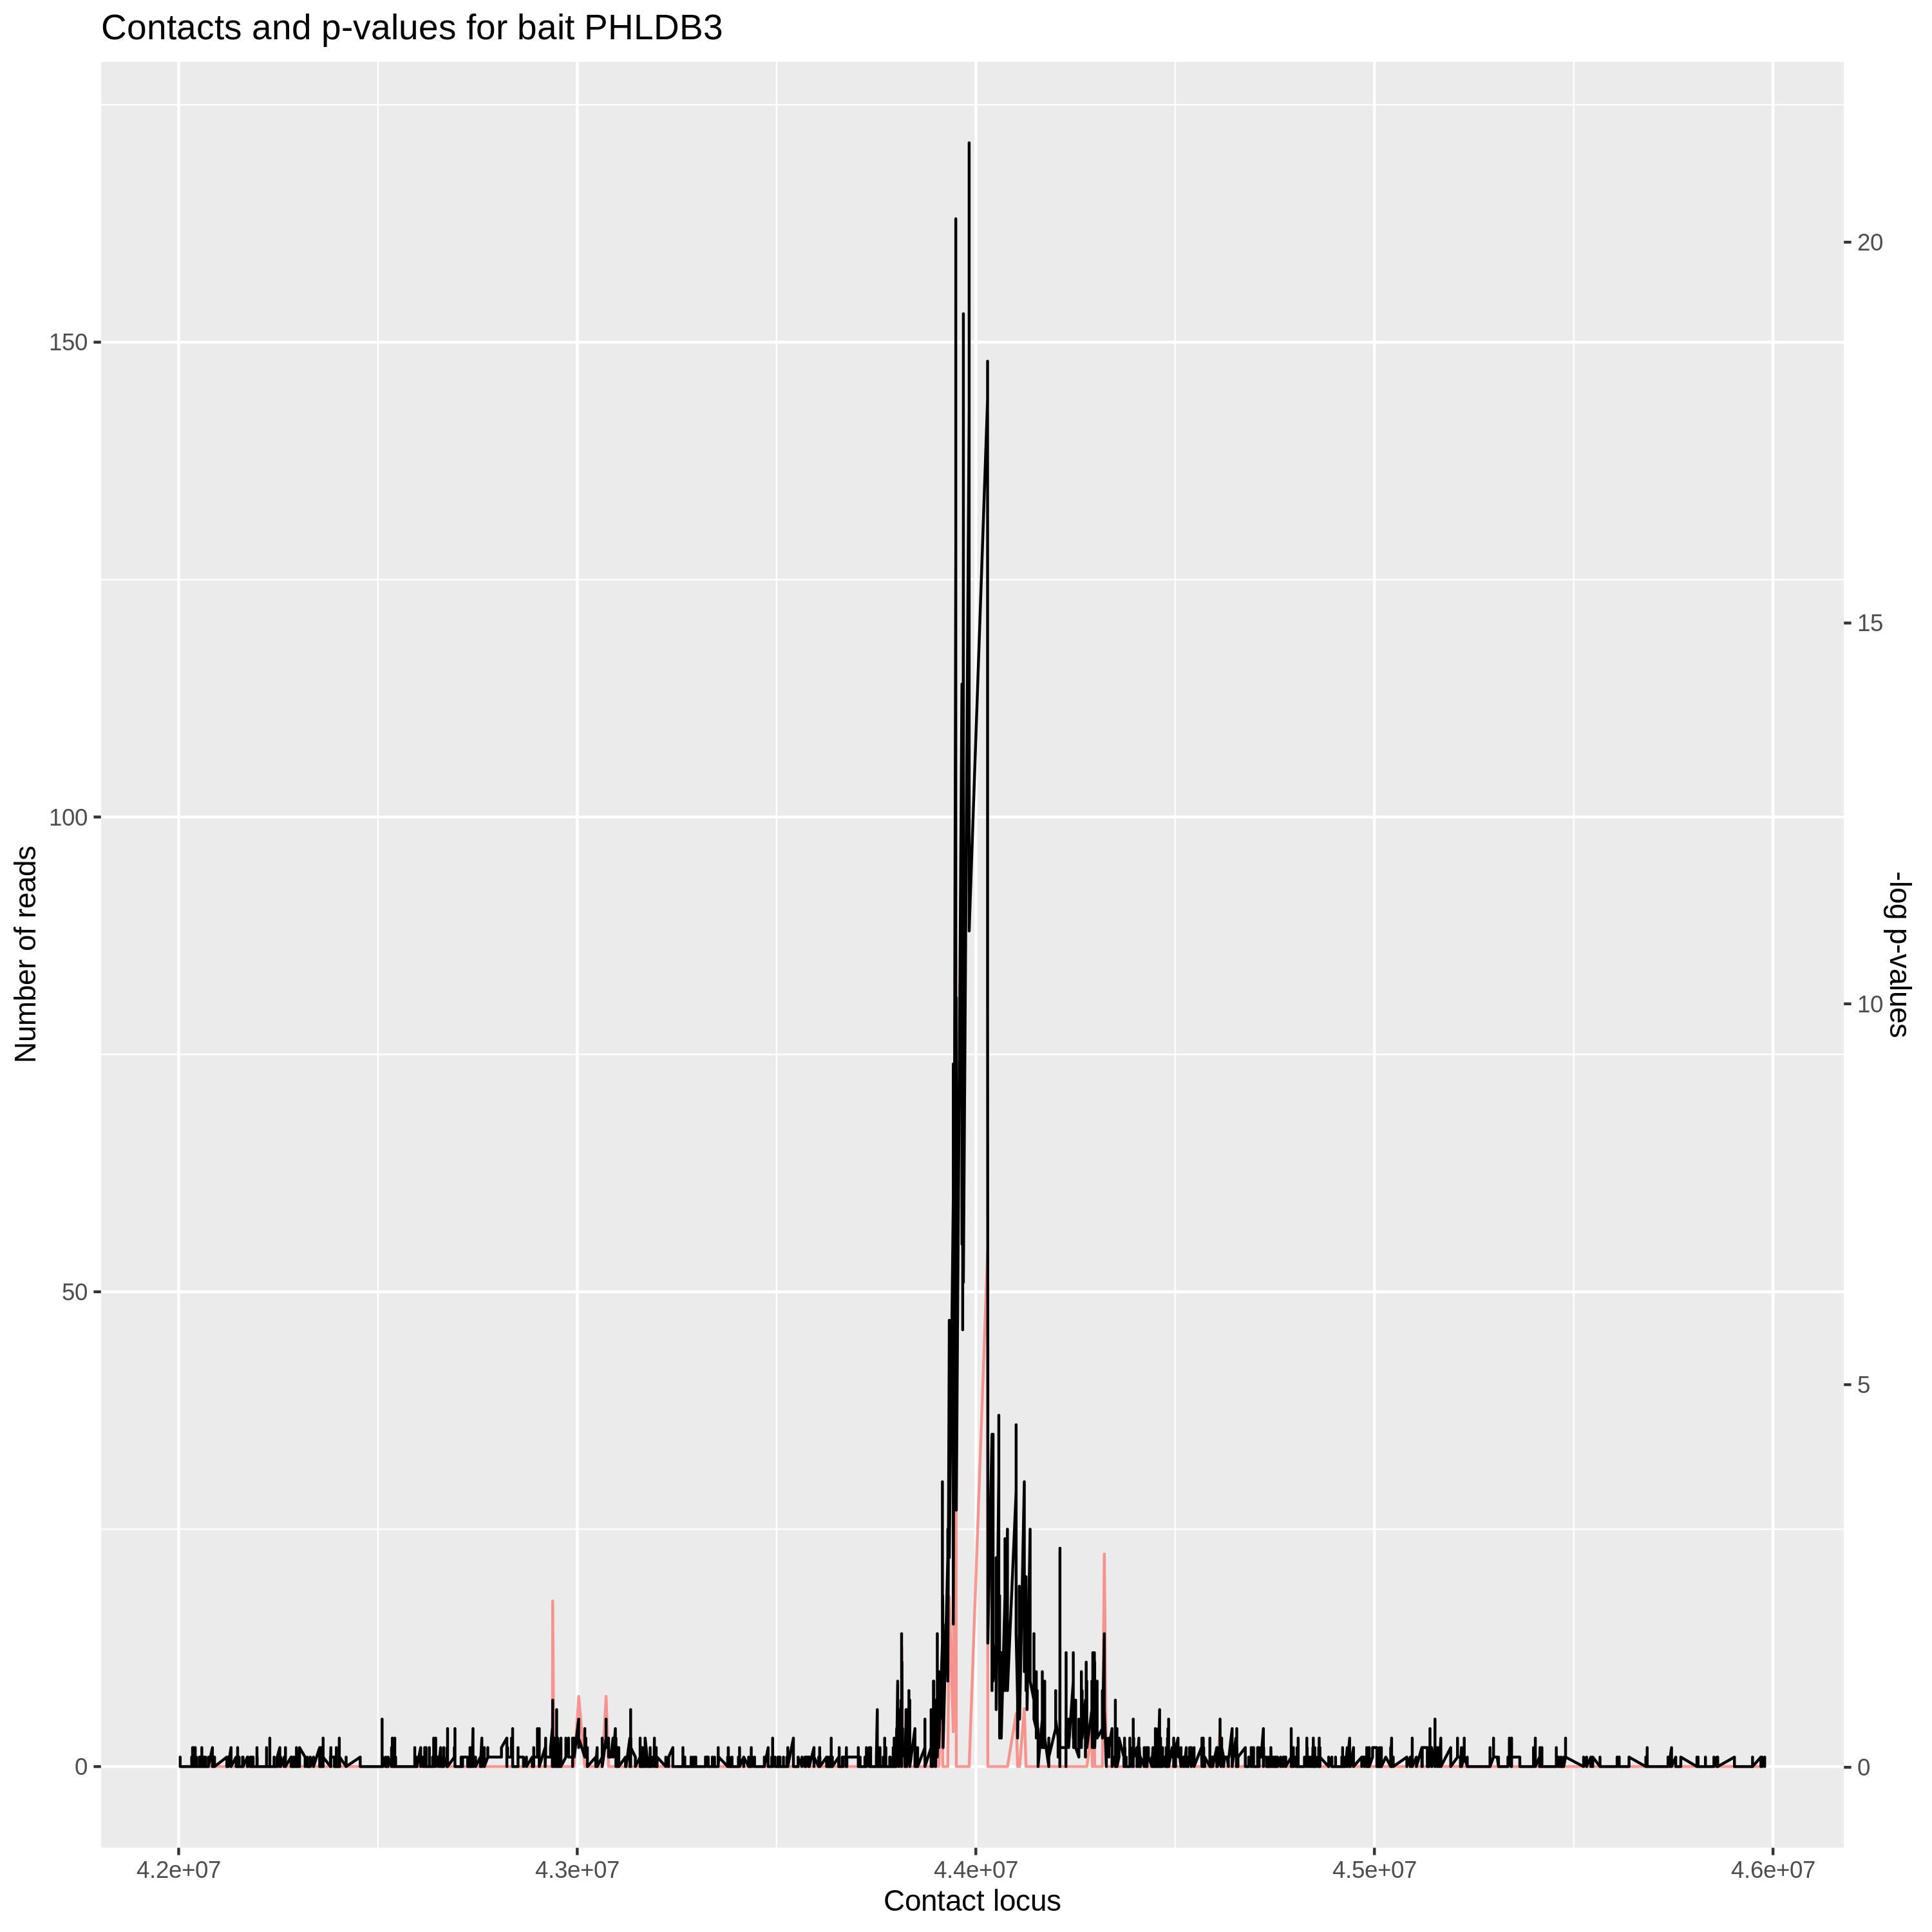 Contacts and p-values for bait PHLDB3
Number of reads
150
100
50
0
20
15
10
5
0
-log p-values
4.2e+07
4.3e+07
4.4e+07
4.5e+07
4.6e+07
Contact locus